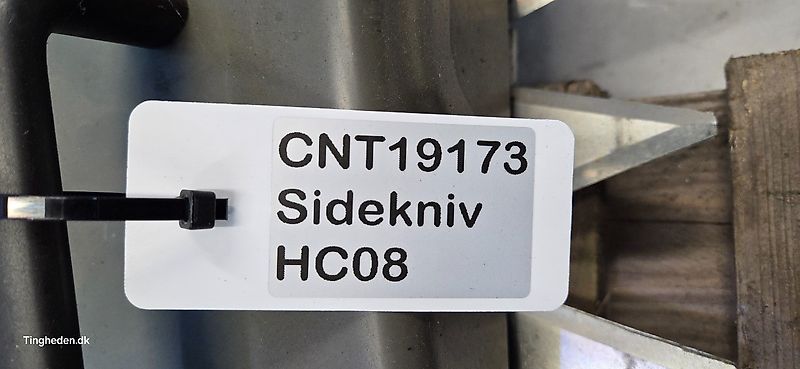 CNT19173
Sidekniv
HC08
Tingheden.dk